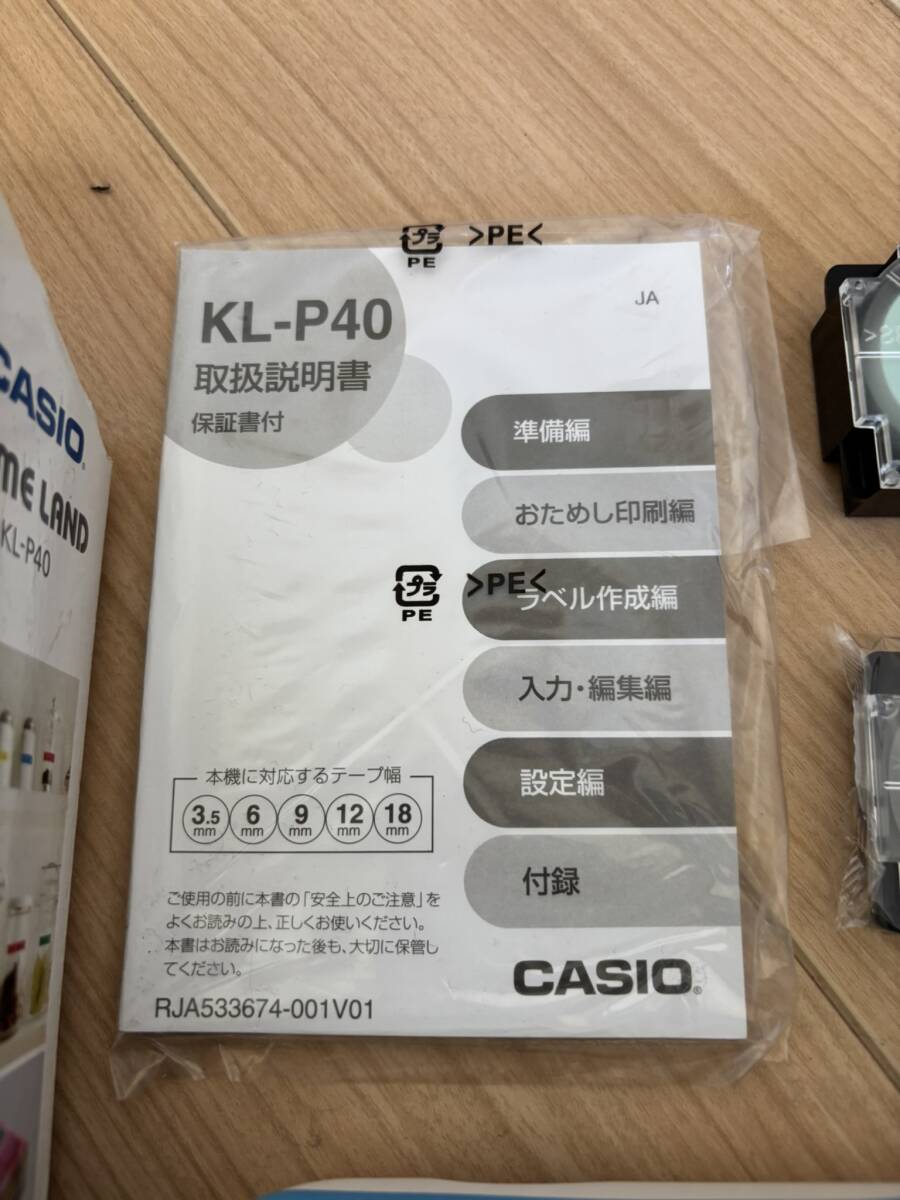 プラ
PE
>PE<
KL-P40
JA
取扱説明書
保証書付
準備編
おためし印刷編
プラ
PE
>PE<
ラベル作成編
入力・編集編
設定編
付録
本機に対応するテープ幅
3.5 mm 6 mm 9 mm 12 mm 18 mm
ご使用の前に本書の「安全上のご注意」を
よくお読みの上、正しくお使いください。
本書はお読みになった後も、大切に保管し
てください。
CASIO
RJA533674-001V01
CASIO
LAND
KL-P40